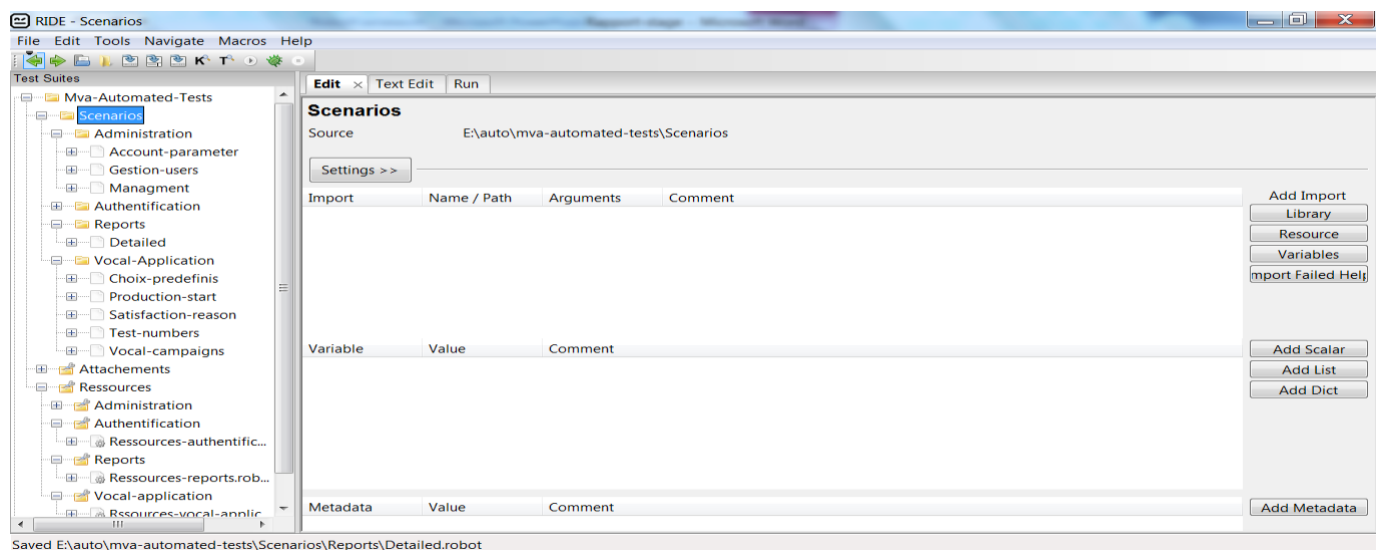 RIDE - Scenarios
File Edit Tools Navigate Macros Help
Test Suites
Mva-Automated-Tests
Scenarios
Administration
Account-parameter
Gestion-users
Managment
Authentification
Reports
Detailed
Vocal-Application
Choix-predefinis
Production-start
Satisfaction-reason
Test-numbers
Vocal-campaigns
Attachements
Ressources
Administration
Authentification
Ressources-authentific...
Reports
Ressources-reports.rob...
Vocal-application
Rssources-vocal-applic
Edit Text Edit Run
Scenarios
Source E:\auto\mva-automated-tests\Scenarios
Settings >>
Import Name / Path Arguments Comment
Add Import
Library
Resource
Variables
mport Failed Help
Variable Value Comment
Add Scalar
Add List
Add Dict
Metadata Value Comment
Add Metadata
Saved E:\auto\mva-automated-tests\Scenarios\Reports\Detailed.robot